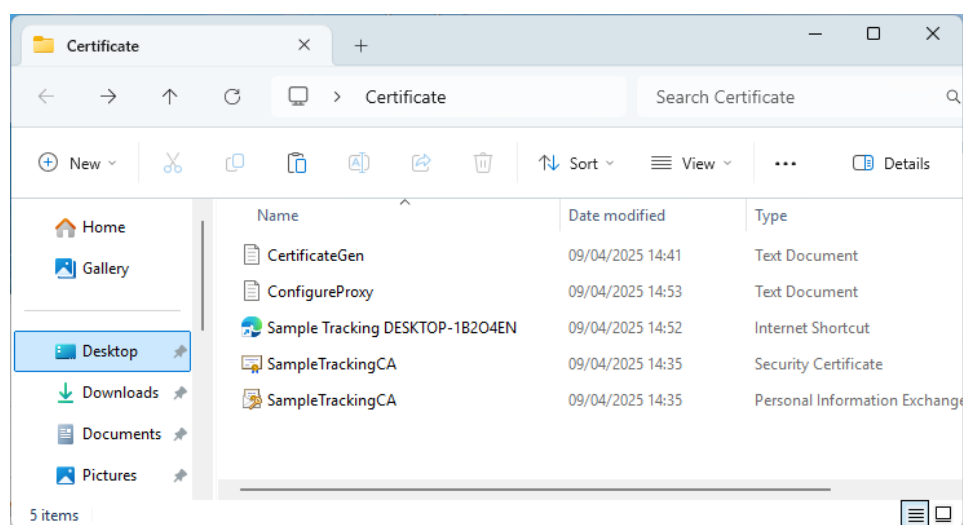 Certificate
Certificate
Search Certificate
New
Sort
View
Details
Home
Gallery
Desktop
Downloads
Documents
Pictures
Name Date modified Type
CertificateGen 09/04/2025 14:41 Text Document
ConfigureProxy 09/04/2025 14:53 Text Document
Sample Tracking DESKTOP-1B2O4EN 09/04/2025 14:52 Internet Shortcut
SampleTrackingCA 09/04/2025 14:35 Security Certificate
SampleTrackingCA 09/04/2025 14:35 Personal Information Exchange
5 items